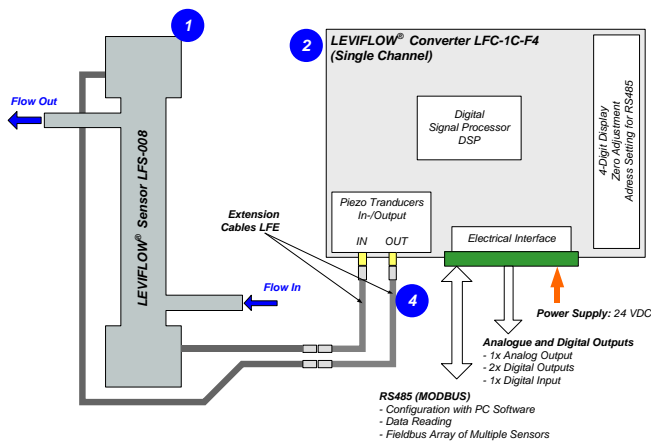 1
2
LEVIFLOW® Converter LFC-1C-F4
(Single Channel)
Flow Out
Digital
Signal Processor
DSP
4-Digit Display
Zero Adjustment
Adress Setting for RS485
LEVIFLOW® Sensor LFS-008
Piezo Tranducers
In-/Output
IN OUT
Extension
Cables LFE
Electrical Interface
Flow In
4
Power Supply: 24 VDC
Analogue and Digital Outputs
- 1x Analog Output
- 2x Digital Outputs
- 1x Digital Input
RS485 (MODBUS)
- Configuration with PC Software
- Data Reading
- Fieldbus Array of Multiple Sensors